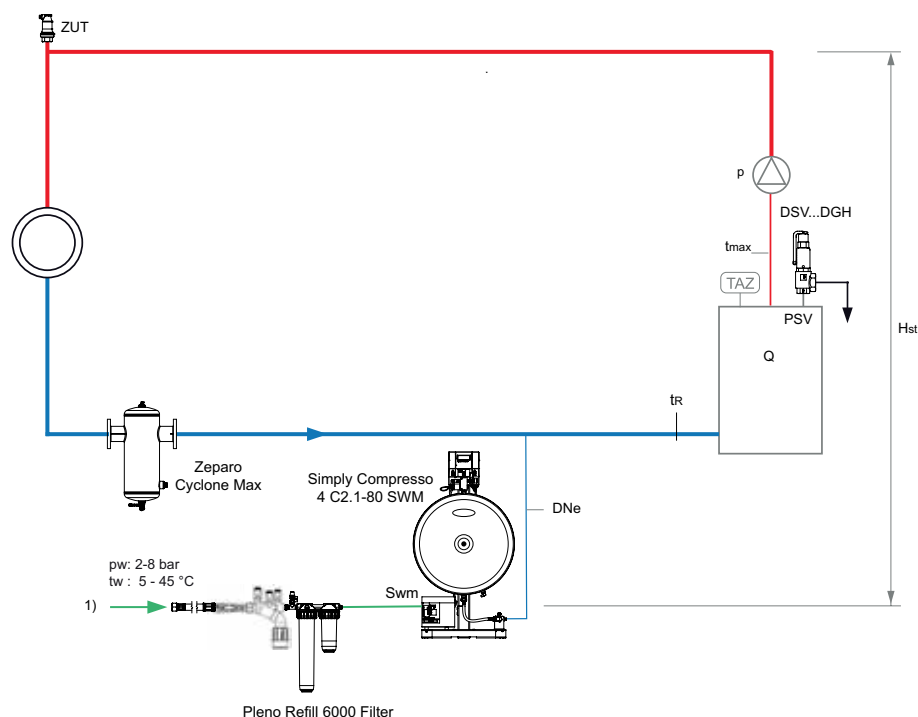 ZUT
p
DSV...DGH
tmax
TAZ
PSV
Hst
Q
tR
Zeparo
Cyclone Max
Simply Compresso
4 C2.1-80 SWM
DNe
pw: 2-8 bar
tw : 5 - 45 °C
Swm
1)
Pleno Refill 6000 Filter